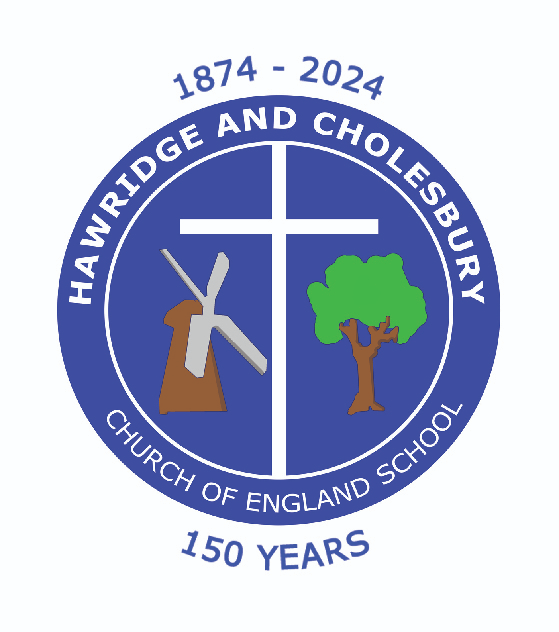 1874 - 2024
HAWRIDGE AND CHOLESBURY
CHURCH OF ENGLAND SCHOOL
150 YEARS